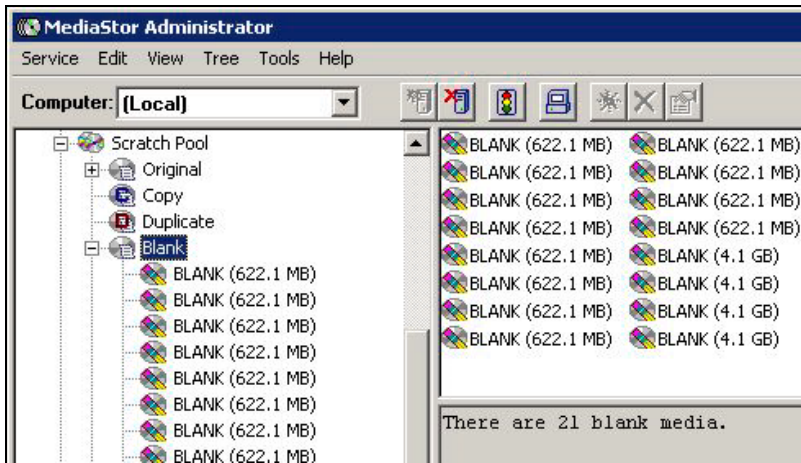 MediaStor Administrator
Service Edit View Tree Tools Help
Computer: (Local)
Scratch Pool
Original
Copy
Duplicate
Blank
BLANK (622.1 MB)
BLANK (622.1 MB)
BLANK (622.1 MB)
BLANK (622.1 MB)
BLANK (622.1 MB)
BLANK (622.1 MB)
BLANK (622.1 MB)
BLANK (622.1 MB)
BLANK (622.1 MB) BLANK (622.1 MB)
BLANK (622.1 MB) BLANK (622.1 MB)
BLANK (622.1 MB) BLANK (622.1 MB)
BLANK (622.1 MB) BLANK (622.1 MB)
BLANK (622.1 MB) BLANK (4.1 GB)
BLANK (622.1 MB) BLANK (4.1 GB)
BLANK (622.1 MB) BLANK (4.1 GB)
BLANK (622.1 MB) BLANK (4.1 GB)
There are 21 blank media.